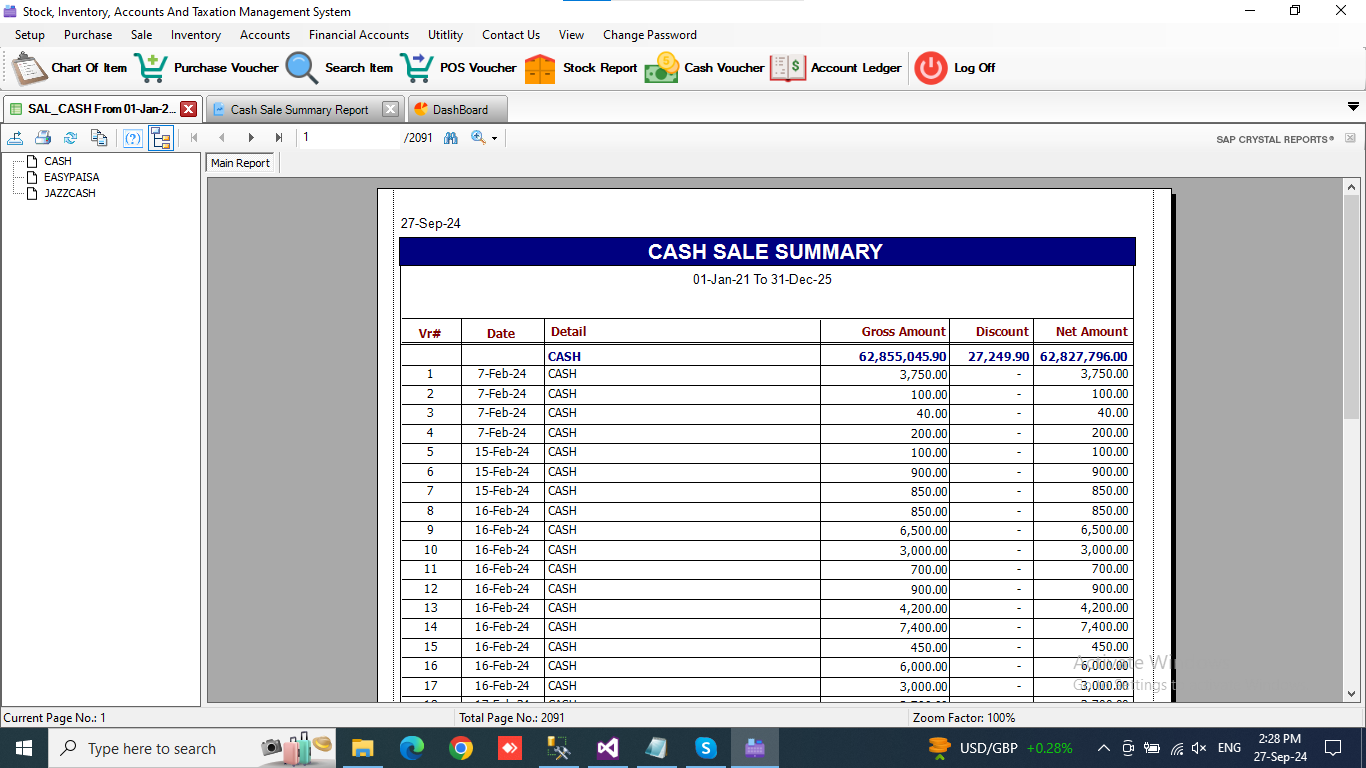 Stock, Inventory, Accounts And Taxation Management System
Setup Purchase Sale Inventory Accounts Financial Accounts Utitlity Contact Us View Change Password
Chart Of Item Purchase Voucher Search Item POS Voucher Stock Report Cash Voucher Account Ledger Log Off
SAL_CASH From 01-Jan-2... Cash Sale Summary Report DashBoard
1 /2091 SAP CRYSTAL REPORTS®
CASH
EASYPAISA
JAZZCASH
Main Report
27-Sep-24
CASH SALE SUMMARY
01-Jan-21 To 31-Dec-25
Vr# Date Detail Gross Amount Discount Net Amount
CASH 62,855,045.90 27,249.90 62,827,796.00
1 7-Feb-24 CASH 3,750.00 - 3,750.00
2 7-Feb-24 CASH 100.00 - 100.00
3 7-Feb-24 CASH 40.00 - 40.00
4 7-Feb-24 CASH 200.00 - 200.00
5 15-Feb-24 CASH 100.00 - 100.00
6 15-Feb-24 CASH 900.00 - 900.00
7 15-Feb-24 CASH 850.00 - 850.00
8 16-Feb-24 CASH 850.00 - 850.00
9 16-Feb-24 CASH 6,500.00 - 6,500.00
10 16-Feb-24 CASH 3,000.00 - 3,000.00
11 16-Feb-24 CASH 700.00 - 700.00
12 16-Feb-24 CASH 900.00 - 900.00
13 16-Feb-24 CASH 4,200.00 - 4,200.00
14 16-Feb-24 CASH 7,400.00 - 7,400.00
15 16-Feb-24 CASH 450.00 - 450.00
16 16-Feb-24 CASH 6,000.00 - 6,000.00
17 16-Feb-24 CASH 3,000.00 - 3,000.00
Current Page No.: 1 Total Page No.: 2091 Zoom Factor: 100%
Type here to search USD/GBP +0.28% ENG 2:28 PM
27-Sep-24